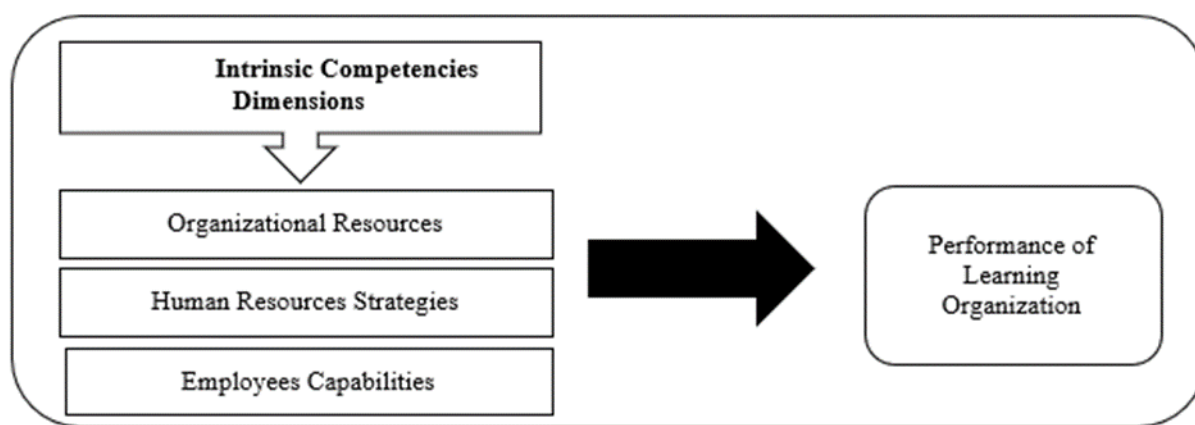 Intrinsic Competencies
Dimensions
Organizational Resources
Human Resources Strategies
Employees Capabilities
Performance of
Learning
Organization